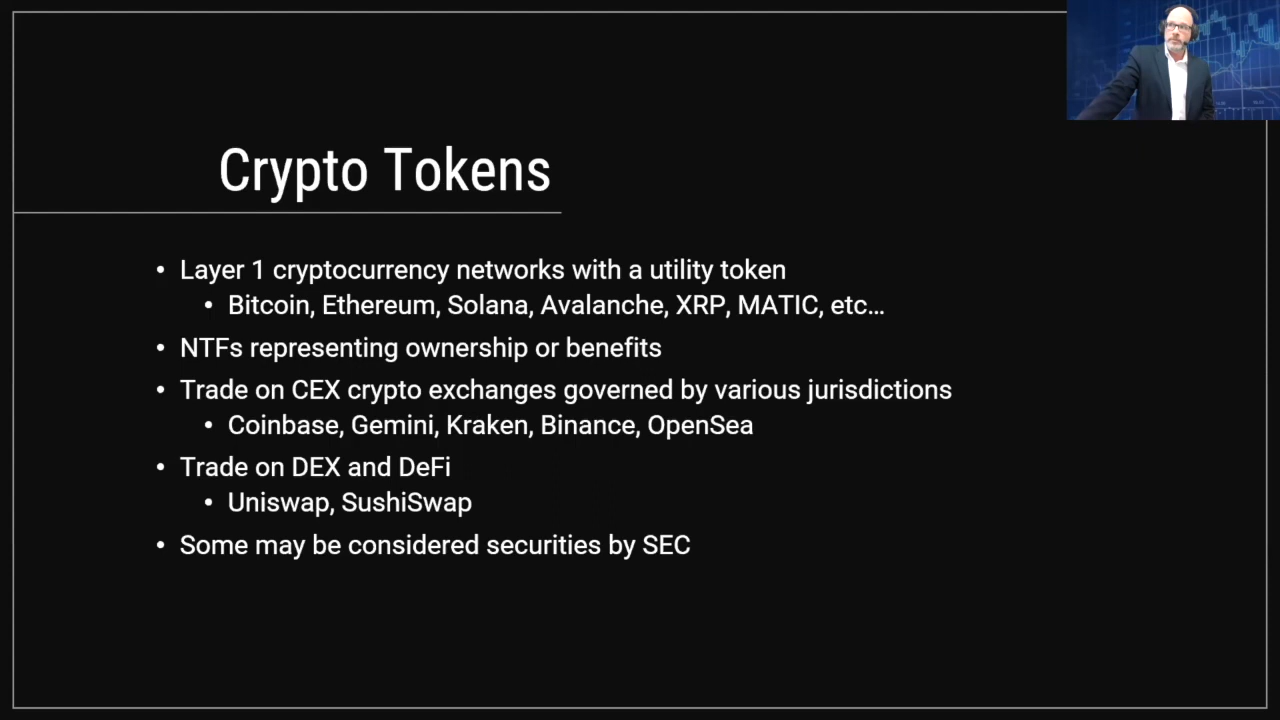 Crypto Tokens
• Layer 1 cryptocurrency networks with a utility token
• Bitcoin, Ethereum, Solana, Avalanche, XRP, MATIC, etc...
• NTFs representing ownership or benefits
• Trade on CEX crypto exchanges governed by various jurisdictions
• Coinbase, Gemini, Kraken, Binance, OpenSea
• Trade on DEX and DeFi
• Uniswap, SushiSwap
• Some may be considered securities by SEC